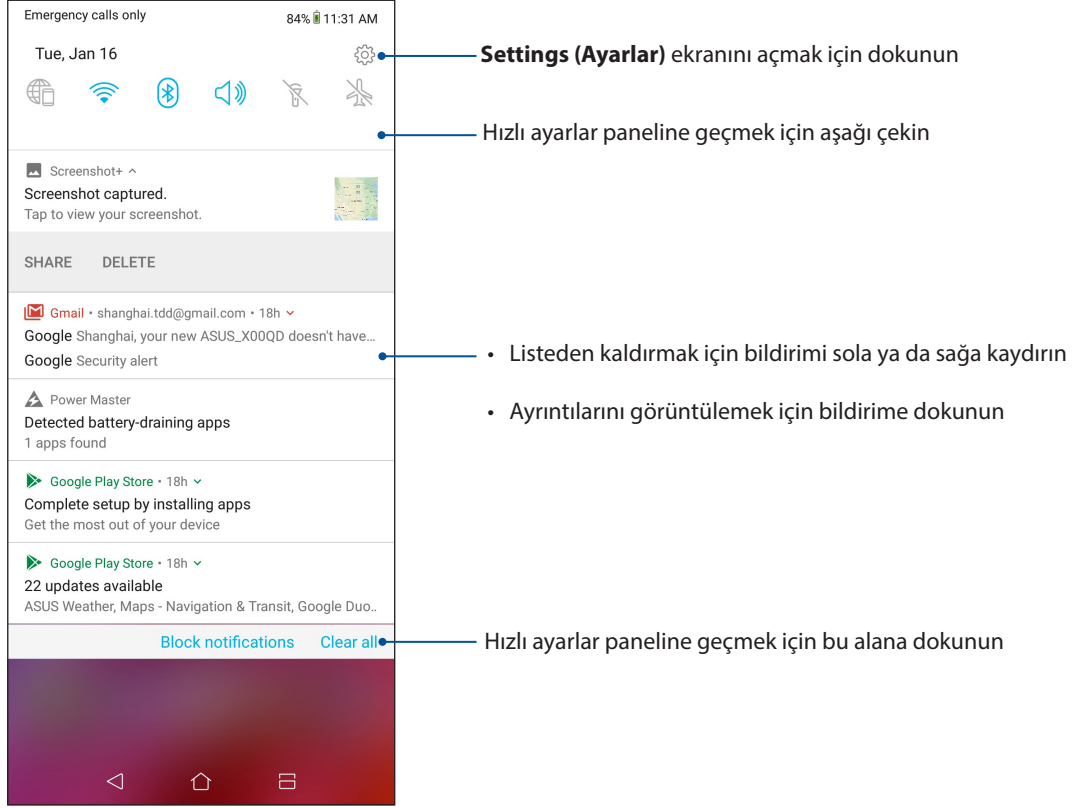 Emergency calls only 84% 11:31 AM
Tue, Jan 16
Settings (Ayarlar) ekranını açmak için dokunun
Hızlı ayarlar paneline geçmek için aşağı çekin
Screenshot+
Screenshot captured.
Tap to view your screenshot.
SHARE DELETE
Gmail • shanghai.tdd@gmail.com • 18h
Google Shanghai, your new ASUS_X00QD doesn't have...
Google Security alert
• Listeden kaldırmak için bildirimi sola ya da sağa kaydırın
• Ayrıntılarını görüntülemek için bildirime dokunun
Power Master
Detected battery-draining apps
1 apps found
Google Play Store • 18h
Complete setup by installing apps
Get the most out of your device
Google Play Store • 18h
22 updates available
ASUS Weather, Maps - Navigation & Transit, Google Duo..
Block notifications Clear all
Hızlı ayarlar paneline geçmek için bu alana dokunun